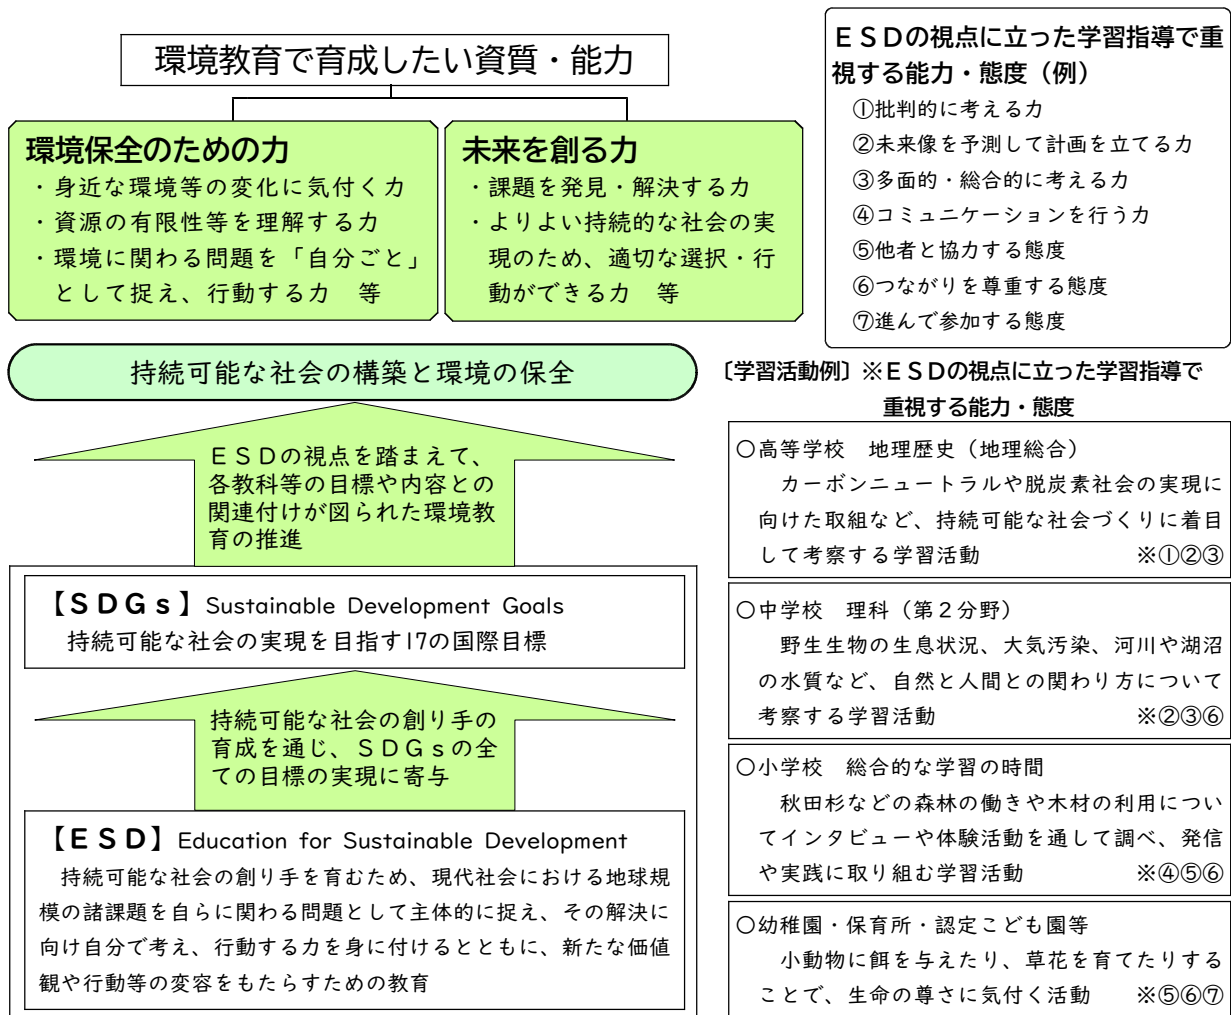 環境教育で育成したい資質・能力
環境保全のための力
・身近な環境等の変化に気付く力
・資源の有限性等を理解する力
・環境に関わる問題を「自分ごと」
として捉え、行動する力　等
未来を創る力
・課題を発見・解決する力
・よりよい持続的な社会の実
現のため、適切な選択・行
動ができる力　等
ＥＳＤの視点に立った学習指導で重
視する能力・態度（例）
①批判的に考える力
②未来像を予測して計画を立てる力
③多面的・総合的に考える力
④コミュニケーションを行う力
⑤他者と協力する態度
⑥つながりを尊重する態度
⑦進んで参加する態度
持続可能な社会の構築と環境の保全
ＥＳＤの視点を踏まえて、
各教科等の目標や内容との
関連付けが図られた環境教
育の推進
【ＳＤＧｓ】Sustainable Development Goals
持続可能な社会の実現を目指す17の国際目標
持続可能な社会の創り手の
育成を通じ、ＳＤＧｓの全
ての目標の実現に寄与
【ＥＳＤ】Education for Sustainable Development
持続可能な社会の創り手を育むため、現代社会における地球規
模の諸課題を自らに関わる問題として主体的に捉え、その解決に
向け自分で考え、行動する力を身に付けるとともに、新たな価値
観や行動等の変容をもたらすための教育
〔学習活動例〕※ＥＳＤの視点に立った学習指導で
重視する能力・態度
○高等学校　地理歴史（地理総合）
カーボンニュートラルや脱炭素社会の実現に
向けた取組など、持続可能な社会づくりに着目
して考察する学習活動　※①②③
○中学校　理科（第２分野）
野生生物の生息状況、大気汚染、河川や湖沼
の水質など、自然と人間との関わり方について
考察する学習活動　※②③⑥
○小学校　総合的な学習の時間
秋田杉などの森林の働きや木材の利用につい
てインタビューや体験活動を通して調べ、発信
や実践に取り組む学習活動　※④⑤⑥
○幼稚園・保育所・認定こども園等
小動物に餌を与えたり、草花を育てたりする
ことで、生命の尊さに気付く活動　※⑤⑥⑦